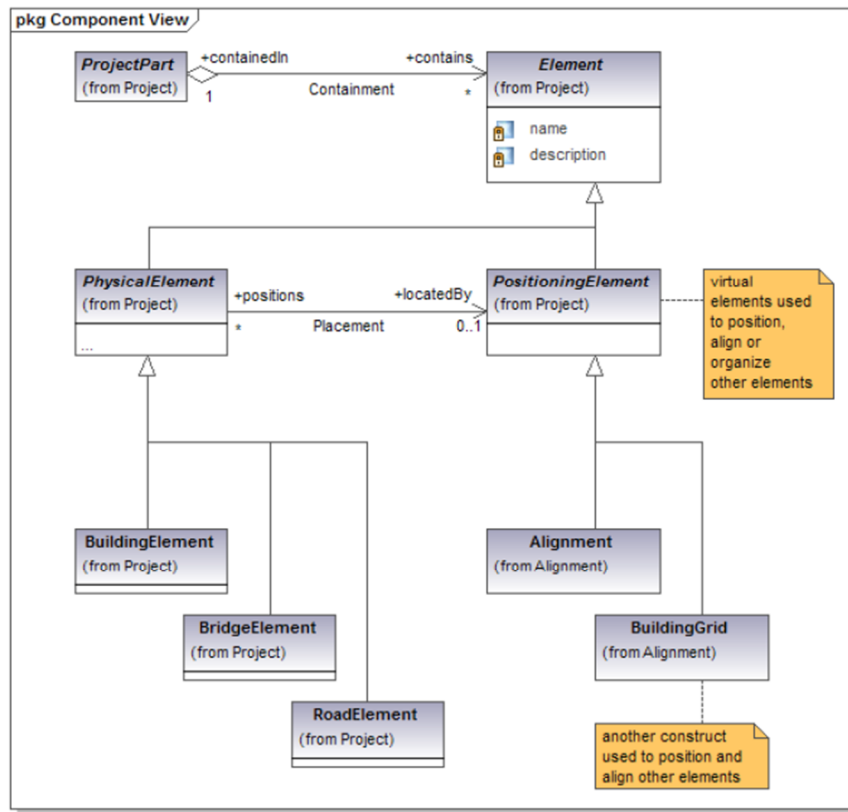 pkg Component View
ProjectPart
(from Project)
+containedIn
+contains
1
Containment
*
Element
(from Project)
name
description
PhysicalElement
(from Project)
...
+positions
+locatedBy
*
Placement
0..1
PositioningElement
(from Project)
virtual
elements used
to position,
align or
organize
other elements
BuildingElement
(from Project)
Alignment
(from Alignment)
BridgeElement
(from Project)
BuildingGrid
(from Alignment)
RoadElement
(from Project)
another construct
used to position and
align other elements